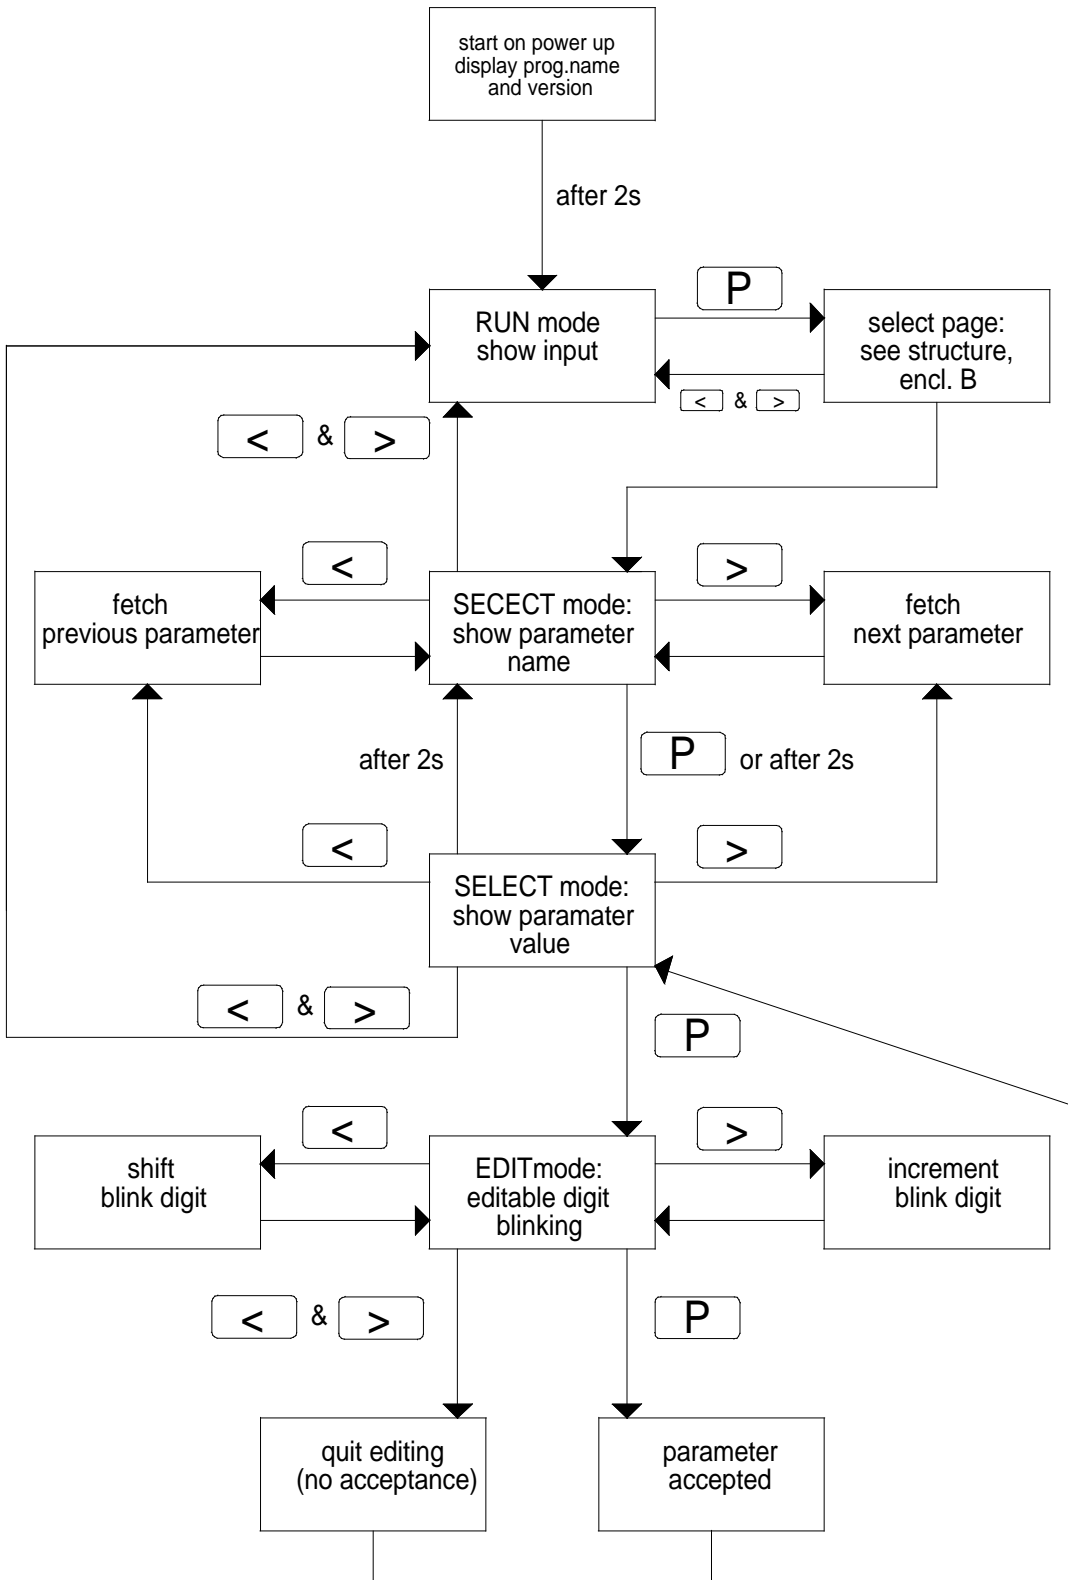 start on power up
display prog.name
and version
after 2s
P
RUN mode
show input
select page:
see structure,
encl. B
< & >
< & >
<
>
fetch
previous parameter
SECECT mode:
show parameter
name
fetch
next parameter
after 2s
P or after 2s
<
>
SELECT mode:
show paramater
value
< & >
P
<
>
shift
blink digit
EDITmode:
editable digit
blinking
increment
blink digit
< & >
P
quit editing
(no acceptance)
parameter
accepted